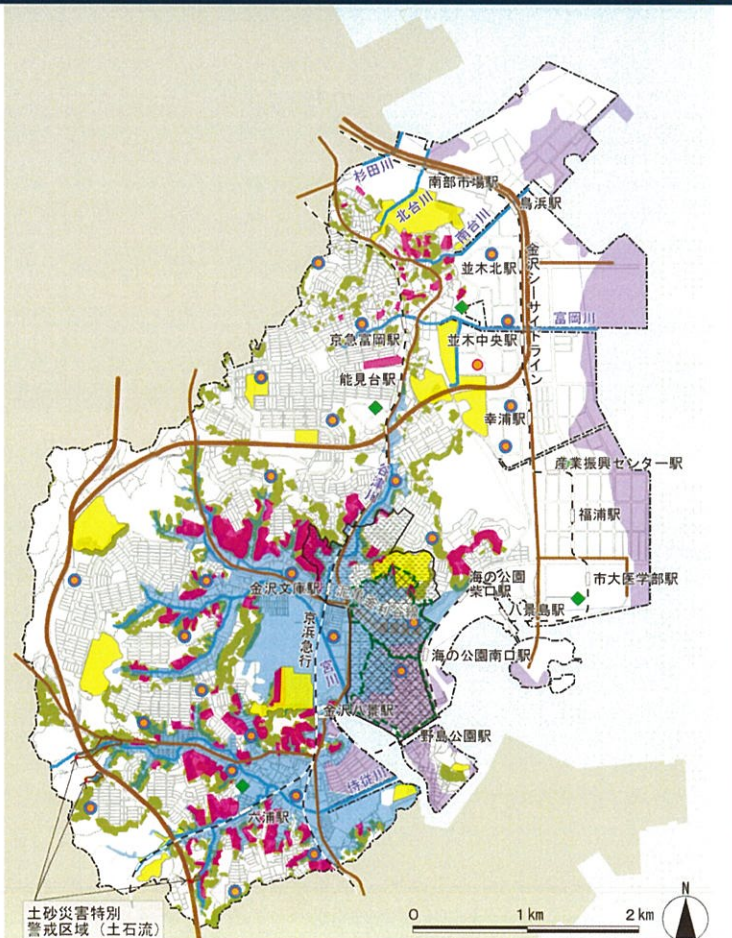 杉田川
南部市場駅
鳥浜駅
北台川
南台川
並木北駅
金沢シーサイトライン
富岡川
京急富岡駅
並木中央駅
能見台駅
幸浦駅
産業振興センター駅
福浦駅
金沢文庫駅
海の公園
柴口駅
市大医学部駅
八景島駅
京浜急行
宮川
海の公園南口駅
金沢八景駅
野島公園駅
侍従川
六浦駅
土砂災害特別
警戒区域（土石流）
0 1km 2km
N